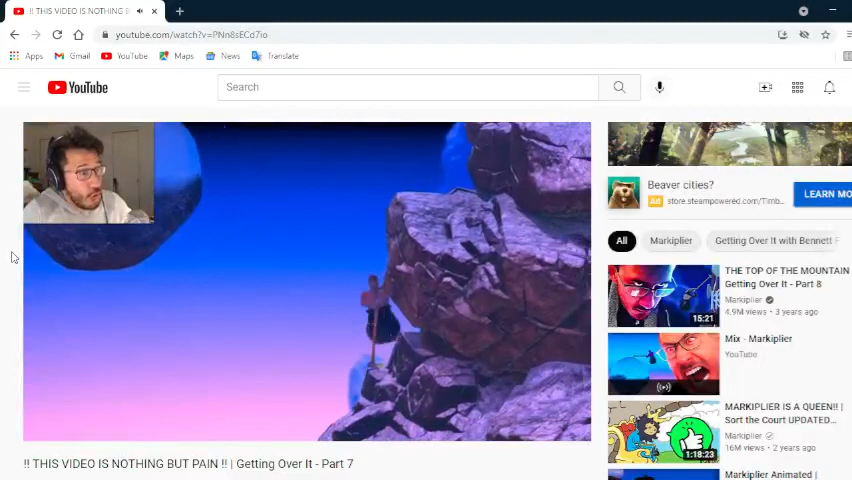 !! THIS VIDEO IS NOTHING B
youtube.com/watch?v=PNn8sECd7io
Apps Gmail YouTube Maps News Translate
YouTube
Search
Beaver cities?
Ad store.steampowered.com/Timb...
LEARN MO
All Markiplier Getting Over It with Bennett F
THE TOP OF THE MOUNTAIN
Getting Over It - Part 8
Markiplier
4.9M views • 3 years ago
15:21
Mix - Markiplier
YouTube
MARKIPLIER IS A QUEEN!! |
Sort the Court UPDATED...
Markiplier
16M views • 2 years ago
1:18:23
Markiplier Animated |
!! THIS VIDEO IS NOTHING BUT PAIN !! | Getting Over It - Part 7